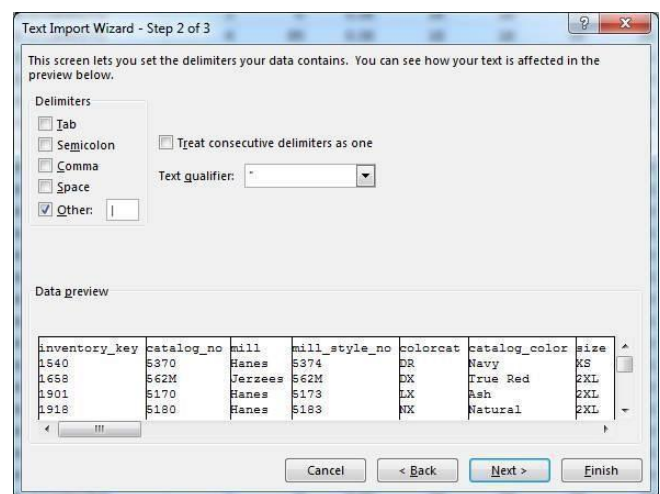 Text Import Wizard - Step 2 of 3
This screen lets you set the delimiters your data contains. You can see how your text is affected in the
preview below.
Delimiters
Tab
Semicolon
Comma
Space
Other: |
Treat consecutive delimiters as one
Text qualifier: "
Data preview
inventory_key catalog_no mill mill_style_no colorcat catalog_color size
1540 5370 Hanes 5374 DR Navy XS
1658 562M Jerzees 562M DX True Red 2XL
1901 5170 Hanes 5173 LX Ash 2XL
1918 5180 Hanes 5183 NX Natural 2XL
Cancel < Back Next > Finish